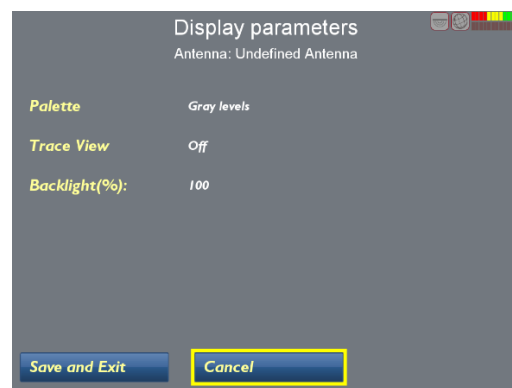 Display parameters
Antenna: Undefined Antenna
Palette Gray levels
Trace View Off
Backlight(%): 100
Save and Exit Cancel